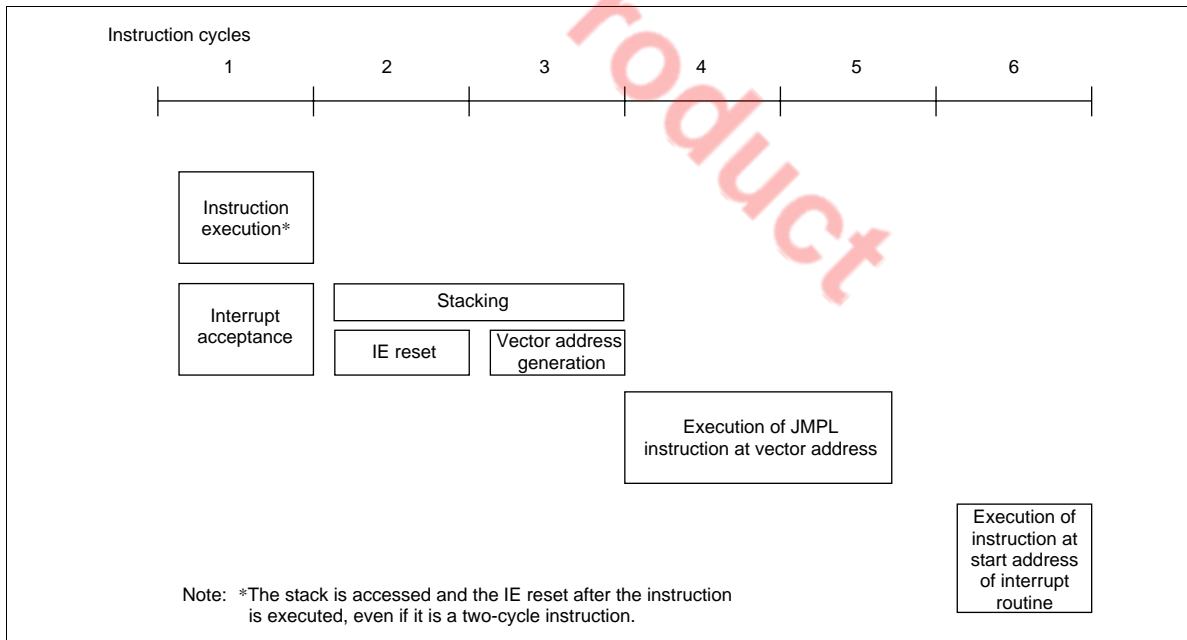 Instruction cycles
1 2 3 4 5 6
Instruction
execution*
Interrupt
acceptance
Stacking
IE reset
Vector address
generation
Execution of JMPL
instruction at vector address
Execution of
instruction at
start address
of interrupt
routine
Note: *The stack is accessed and the IE reset after the instruction
is executed, even if it is a two-cycle instruction.
roduct